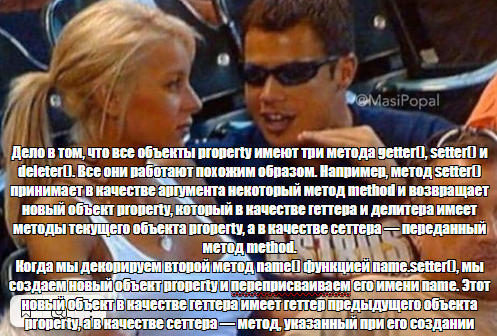 @MasiPopal
Дело в том, что все объекты property имеют три метода getter(), setter() и
deleter(). Все они работают похожим образом. Например, метод setter()
принимает в качестве аргумента некоторый метод method и возвращает
новый объект property, который в качестве геттера и делитера имеет
методы текущего объекта property, а в качестве сеттера — переданный
метод method.
Когда мы декорируем второй метод name() функцией name.setter(), мы
создаем новый объект property и переприсваиваем его имени name. Этот
новый объект в качестве геттера имеет геттер предыдущего объекта
property, а в качестве сеттера — метод, указанный при его создании